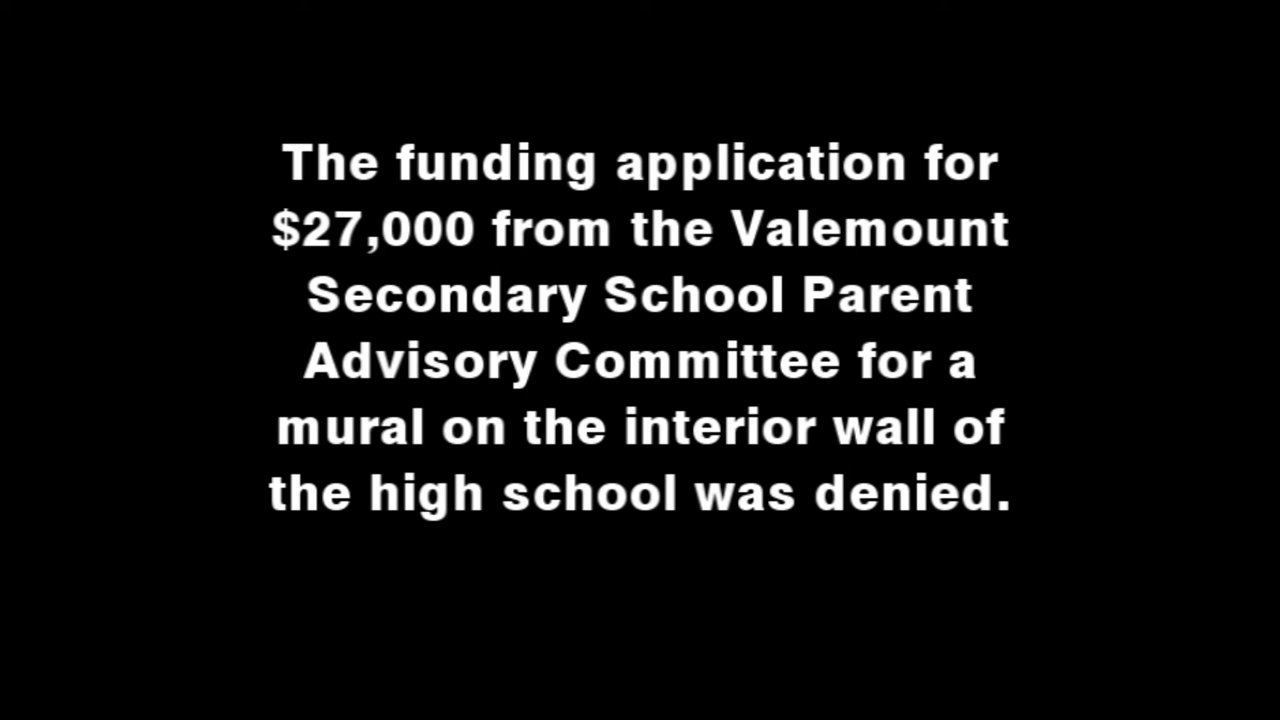 The funding application for
$27,000 from the Valemount
Secondary School Parent
Advisory Committee for a
mural on the interior wall of
the high school was denied.